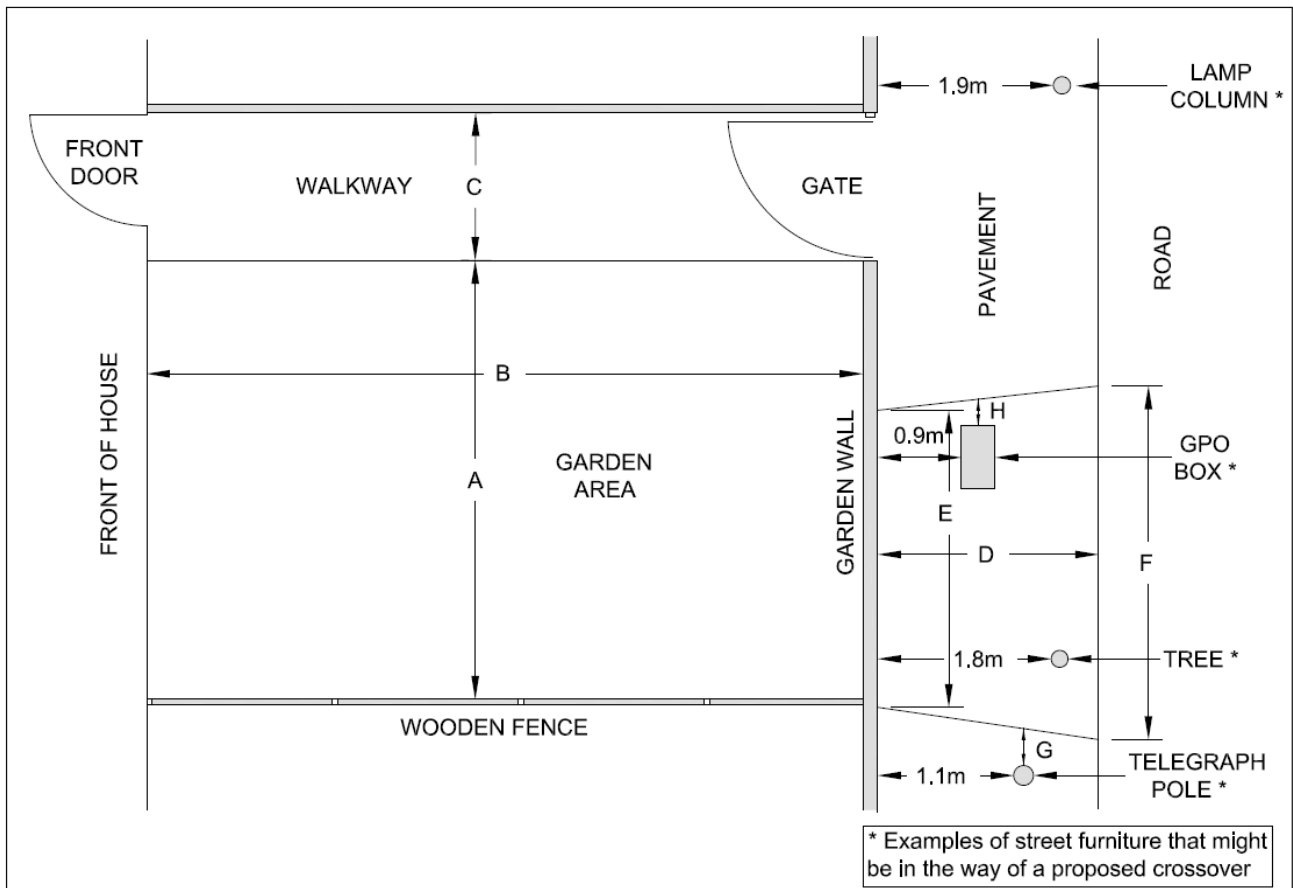 1.9m
LAMP
COLUMN *
FRONT
DOOR
WALKWAY
C
GATE
PAVEMENT
ROAD
FRONT OF HOUSE
B
A
GARDEN
AREA
GARDEN WALL
H
0.9m
GPO
BOX *
E
D
F
1.8m
TREE *
WOODEN FENCE
G
1.1m
TELEGRAPH
POLE *
* Examples of street furniture that might
be in the way of a proposed crossover